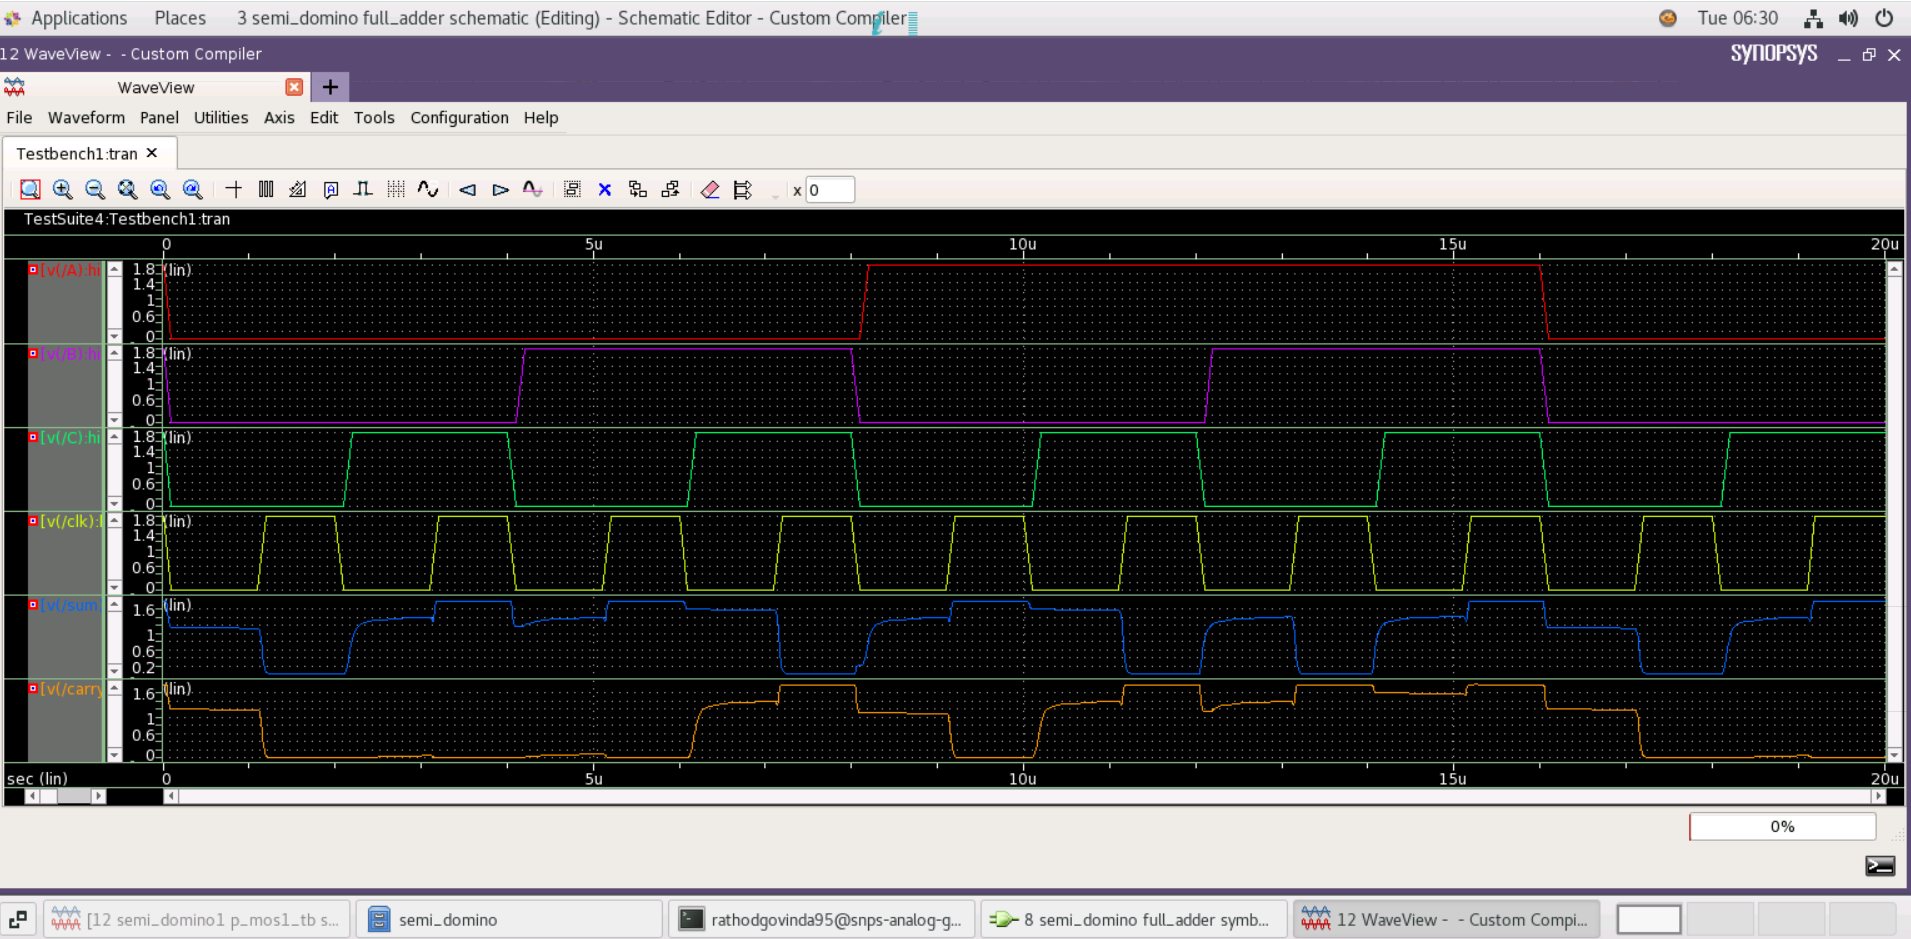 Applications Places 3 semi_domino full_adder schematic (Editing) - Schematic Editor - Custom Compiler Tue 06:30
12 WaveView - - Custom Compiler SYNOPSYS
WaveView
File Waveform Panel Utilities Axis Edit Tools Configuration Help
Testbench1:tran
x 0
TestSuite4:Testbench1:tran
0 5u 10u 15u 20u
[v(/A):hi 1.8 (lin)
1.4
1
0.6
0
[v(/B):hi 1.8 (lin)
1.4
1
0.6
0
[v(/C):hi 1.8 (lin)
1.4
1
0.6
0
[v(/clk): 1.8 (lin)
1.4
1
0.6
0
[v(/sum 1.6 (lin)
1
0.6
0.2
[v(/carry 1.6 (lin)
1
0.6
0
sec (lin) 0 5u 10u 15u 20u
0%
[12 semi_domino1 p_mos1_tb s... semi_domino rathodgovinda95@snps-analog-g... 8 semi_domino full_adder symb... 12 WaveView - - Custom Compi...